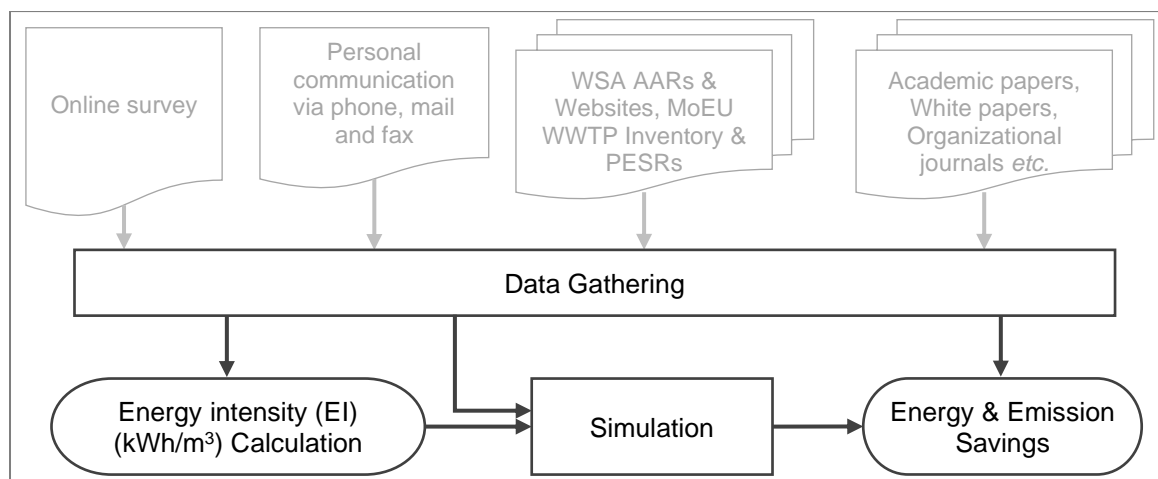 Online survey
Personal
communication
via phone, mail
and fax
WSA AARs &
Websites, MoEU
WWTP Inventory &
PESRs
Academic papers,
White papers,
Organizational
journals etc.
Data Gathering
Energy intensity (EI)
(kWh/m³) Calculation
Simulation
Energy & Emission
Savings